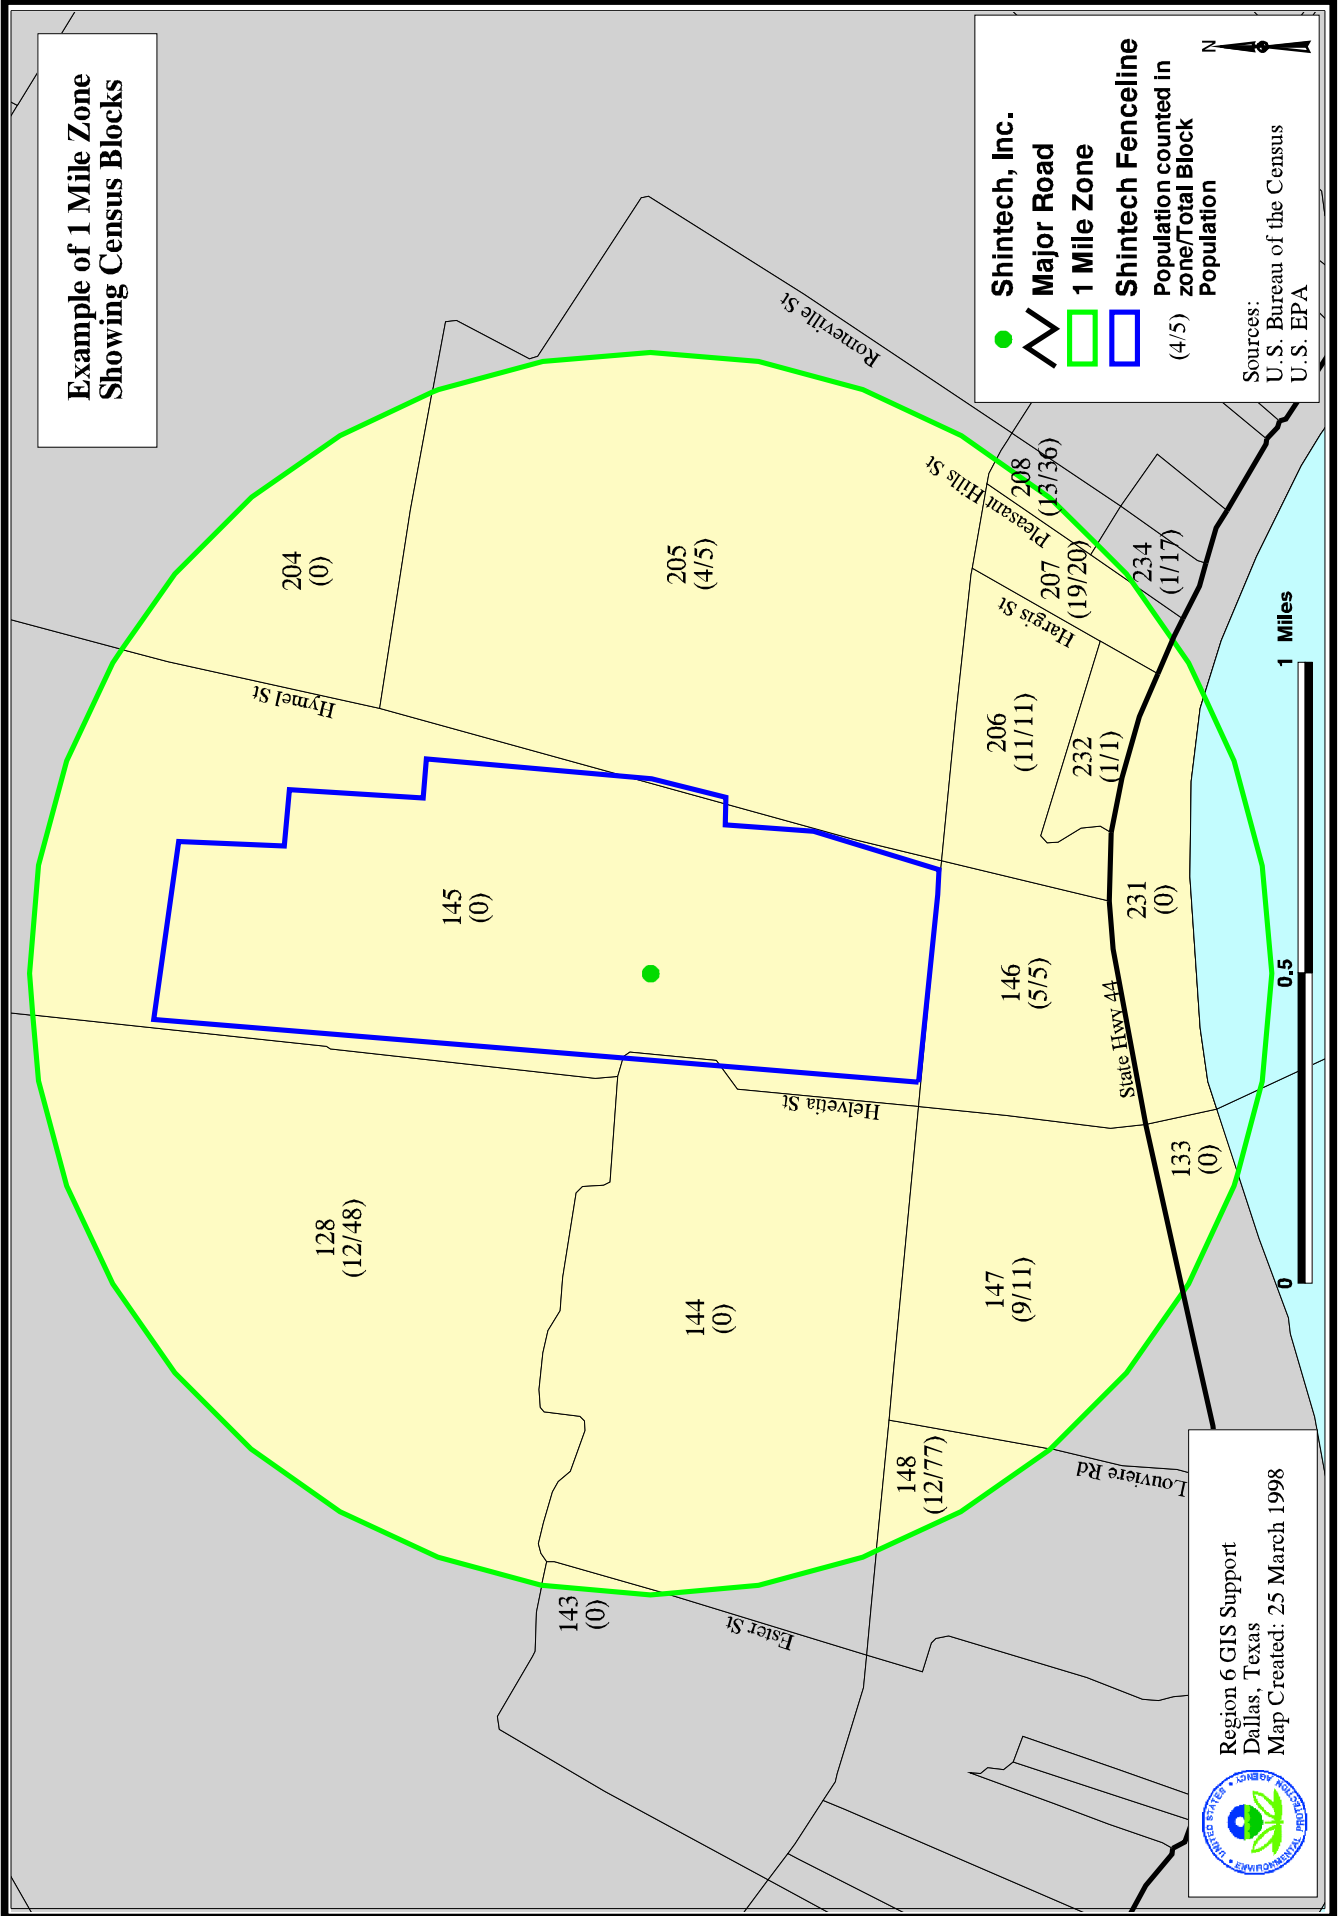 Example of 1 Mile Zone
Showing Census Blocks
204
(0)
205
(4/5)
Hymel St
Romeville St
Pleasant Hills St
208
(13/36)
207
(19/20)
234
(1/17)
Hargis St
206
(11/11)
232
(1/1)
145
(0)
231
(0)
146
(5/5)
State Hwy 44
Helvetia St
128
(12/48)
144
(0)
133
(0)
147
(9/11)
148
(12/77)
Louviere Rd
143
(0)
Ester St
Shintech, Inc.
Major Road
1 Mile Zone
Shintech Fenceline
(4/5)
Population counted in
zone/Total Block
Population
N
Sources:
U.S. Bureau of the Census
U.S. EPA
0 0.5 1 Miles
UNITED STATES • ENVIRONMENTAL PROTECTION AGENCY •
Region 6 GIS Support
Dallas, Texas
Map Created: 25 March 1998